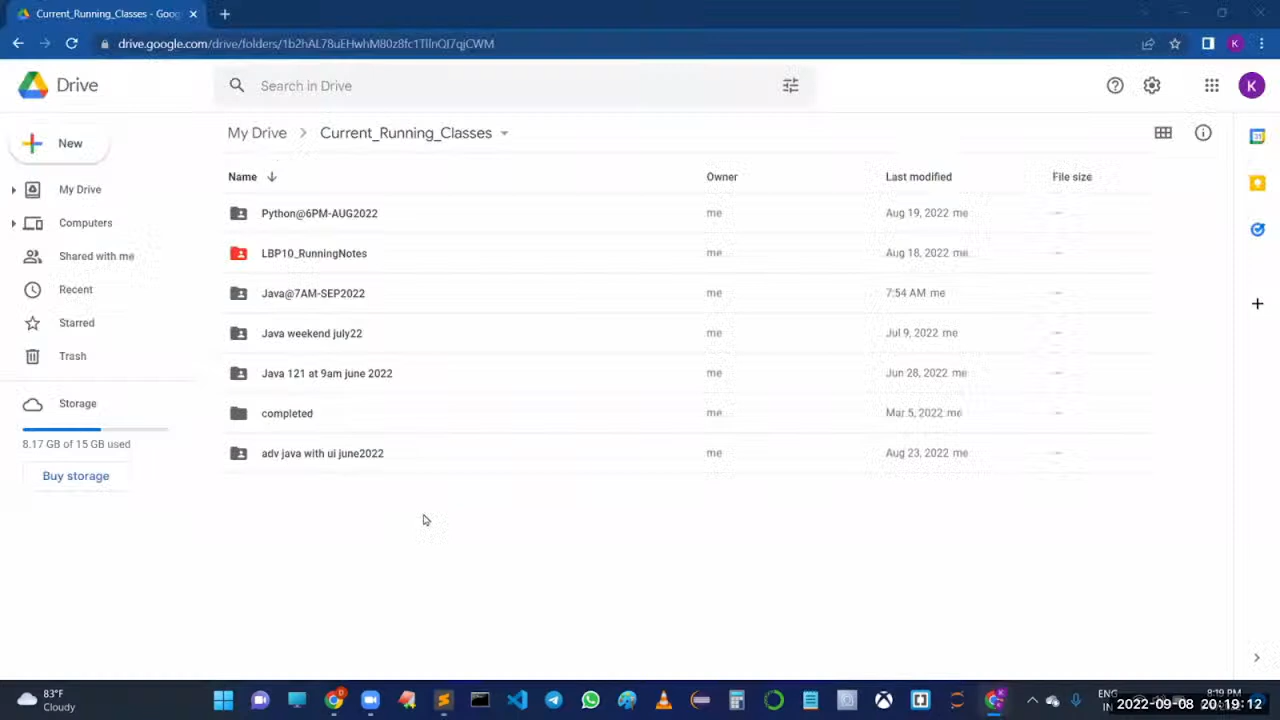 Current_Running_Classes - Goog
drive.google.com/drive/folders/1b2hAL78uEHwhM80z8fc1TllnQI7qjCWM
K
Drive
Search in Drive
K
New
My Drive
Computers
Shared with me
Recent
Starred
Trash
Storage
8.17 GB of 15 GB used
Buy storage
My Drive > Current_Running_Classes
Name Owner Last modified File size
Python@6PM-AUG2022 me Aug 19, 2022 me —
LBP10_RunningNotes me Aug 18, 2022 me —
Java@7AM-SEP2022 me 7:54 AM me —
Java weekend july22 me Jul 9, 2022 me —
Java 121 at 9am june 2022 me Jun 28, 2022 me —
completed me Mar 5, 2022 me —
adv java with ui june2022 me Aug 23, 2022 me —
31
83°F
Cloudy
ENG
IN
8:19 PM
2022-09-08 20:19:12